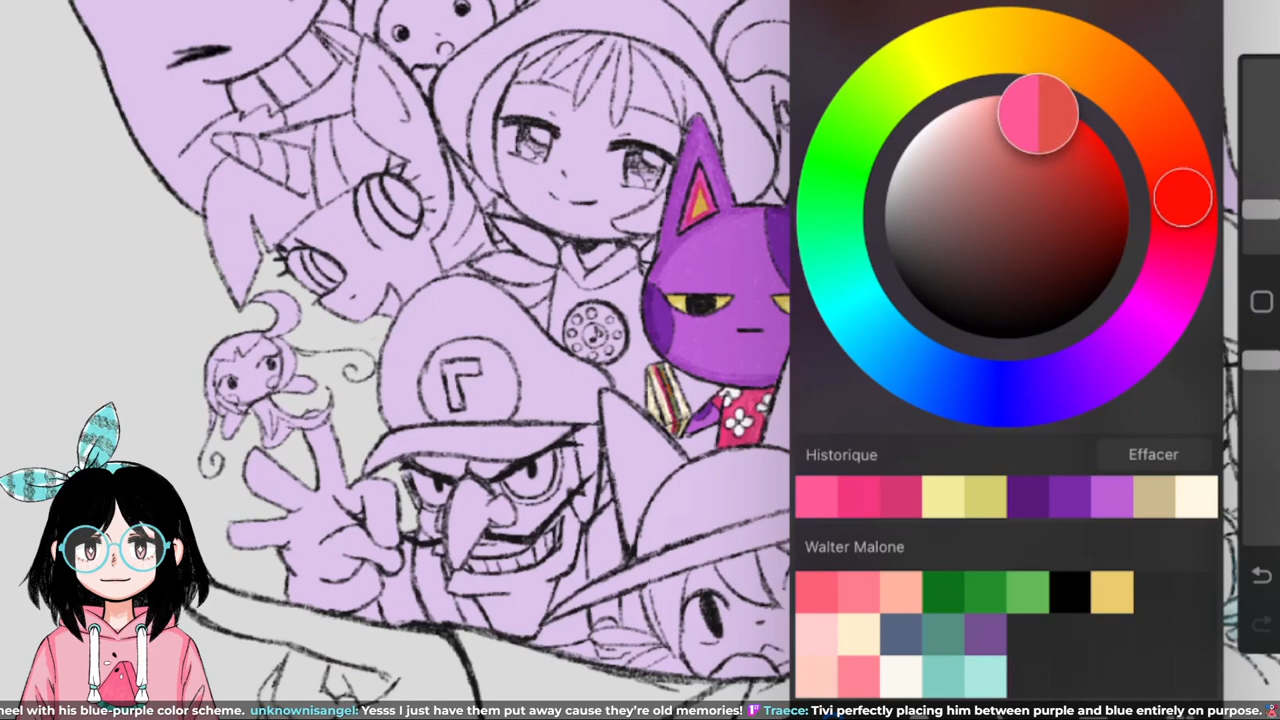 Historique
Effacer
Walter Malone
heel with his blue-purple color scheme. unknownisangel: Yesss I just have them put away cause they're old memories! Traece: Tivi perfectly placing him between purple and blue entirely on purpose.